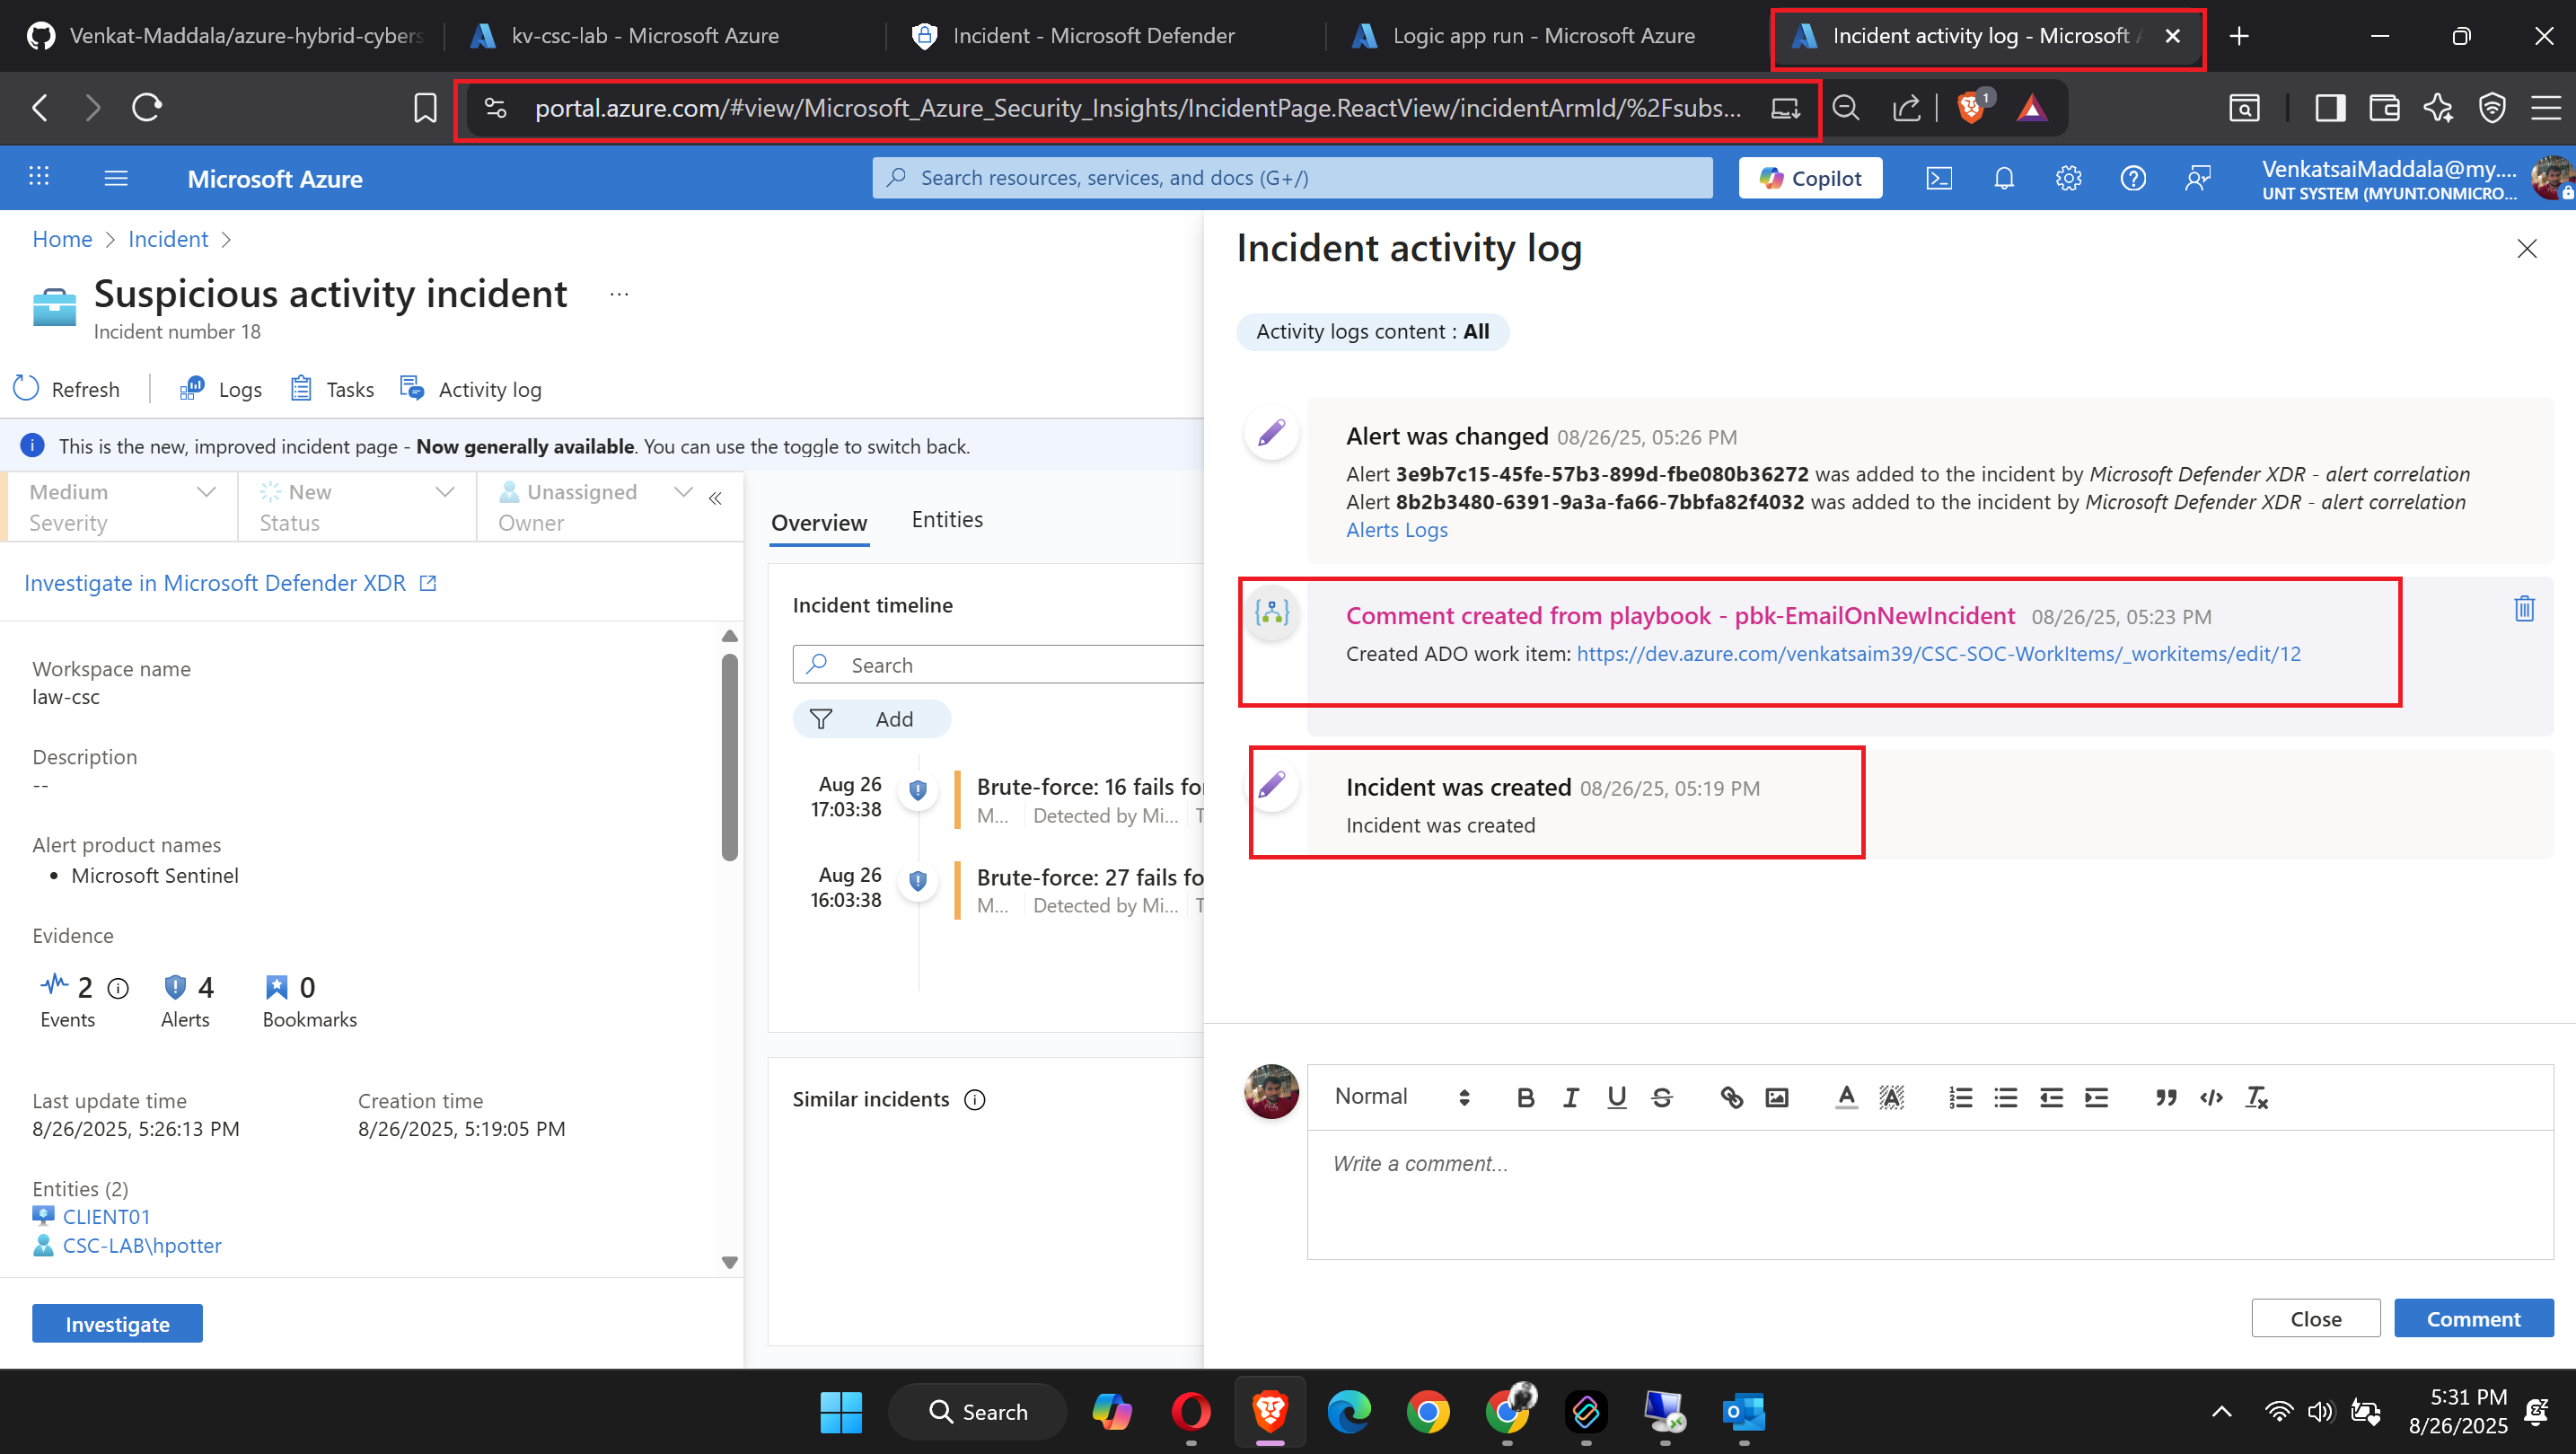 Venkat-Maddala/azure-hybrid-cybers
kv-csc-lab - Microsoft Azure
Incident - Microsoft Defender
Logic app run - Microsoft Azure
Incident activity log - Microsoft A
portal.azure.com/#view/Microsoft_Azure_Security_Insights/IncidentPage.ReactView/incidentArmId/%2Fsubs...
1
Microsoft Azure
Search resources, services, and docs (G+/)
Copilot
VenkatsaiMaddala@my....
UNT SYSTEM (MYUNT.ONMICRO...
Home > Incident >
Suspicious activity incident ...
Incident number 18
Refresh
Logs
Tasks
Activity log
This is the new, improved incident page - Now generally available. You can use the toggle to switch back.
Medium
Severity
New
Status
Unassigned
Owner
«
Investigate in Microsoft Defender XDR
Workspace name
law-csc
Description
--
Alert product names
• Microsoft Sentinel
Evidence
2
Events
4
Alerts
0
Bookmarks
Last update time
8/26/2025, 5:26:13 PM
Creation time
8/26/2025, 5:19:05 PM
Entities (2)
CLIENT01
CSC-LAB\hpotter
Investigate
Overview
Entities
Incident timeline
Search
Add
Aug 26
17:03:38
Brute-force: 16 fails fo
M... Detected by Mi... T
Aug 26
16:03:38
Brute-force: 27 fails fo
M... Detected by Mi... T
Similar incidents
Incident activity log
Activity logs content : All
Alert was changed 08/26/25, 05:26 PM
Alert 3e9b7c15-45fe-57b3-899d-fbe080b36272 was added to the incident by Microsoft Defender XDR - alert correlation
Alert 8b2b3480-6391-9a3a-fa66-7bbfa82f4032 was added to the incident by Microsoft Defender XDR - alert correlation
Alerts Logs
Comment created from playbook - pbk-EmailOnNewIncident 08/26/25, 05:23 PM
Created ADO work item: https://dev.azure.com/venkatsaim39/CSC-SOC-WorkItems/_workitems/edit/12
Incident was created 08/26/25, 05:19 PM
Incident was created
Normal
Write a comment...
Close
Comment
Search
5:31 PM
8/26/2025